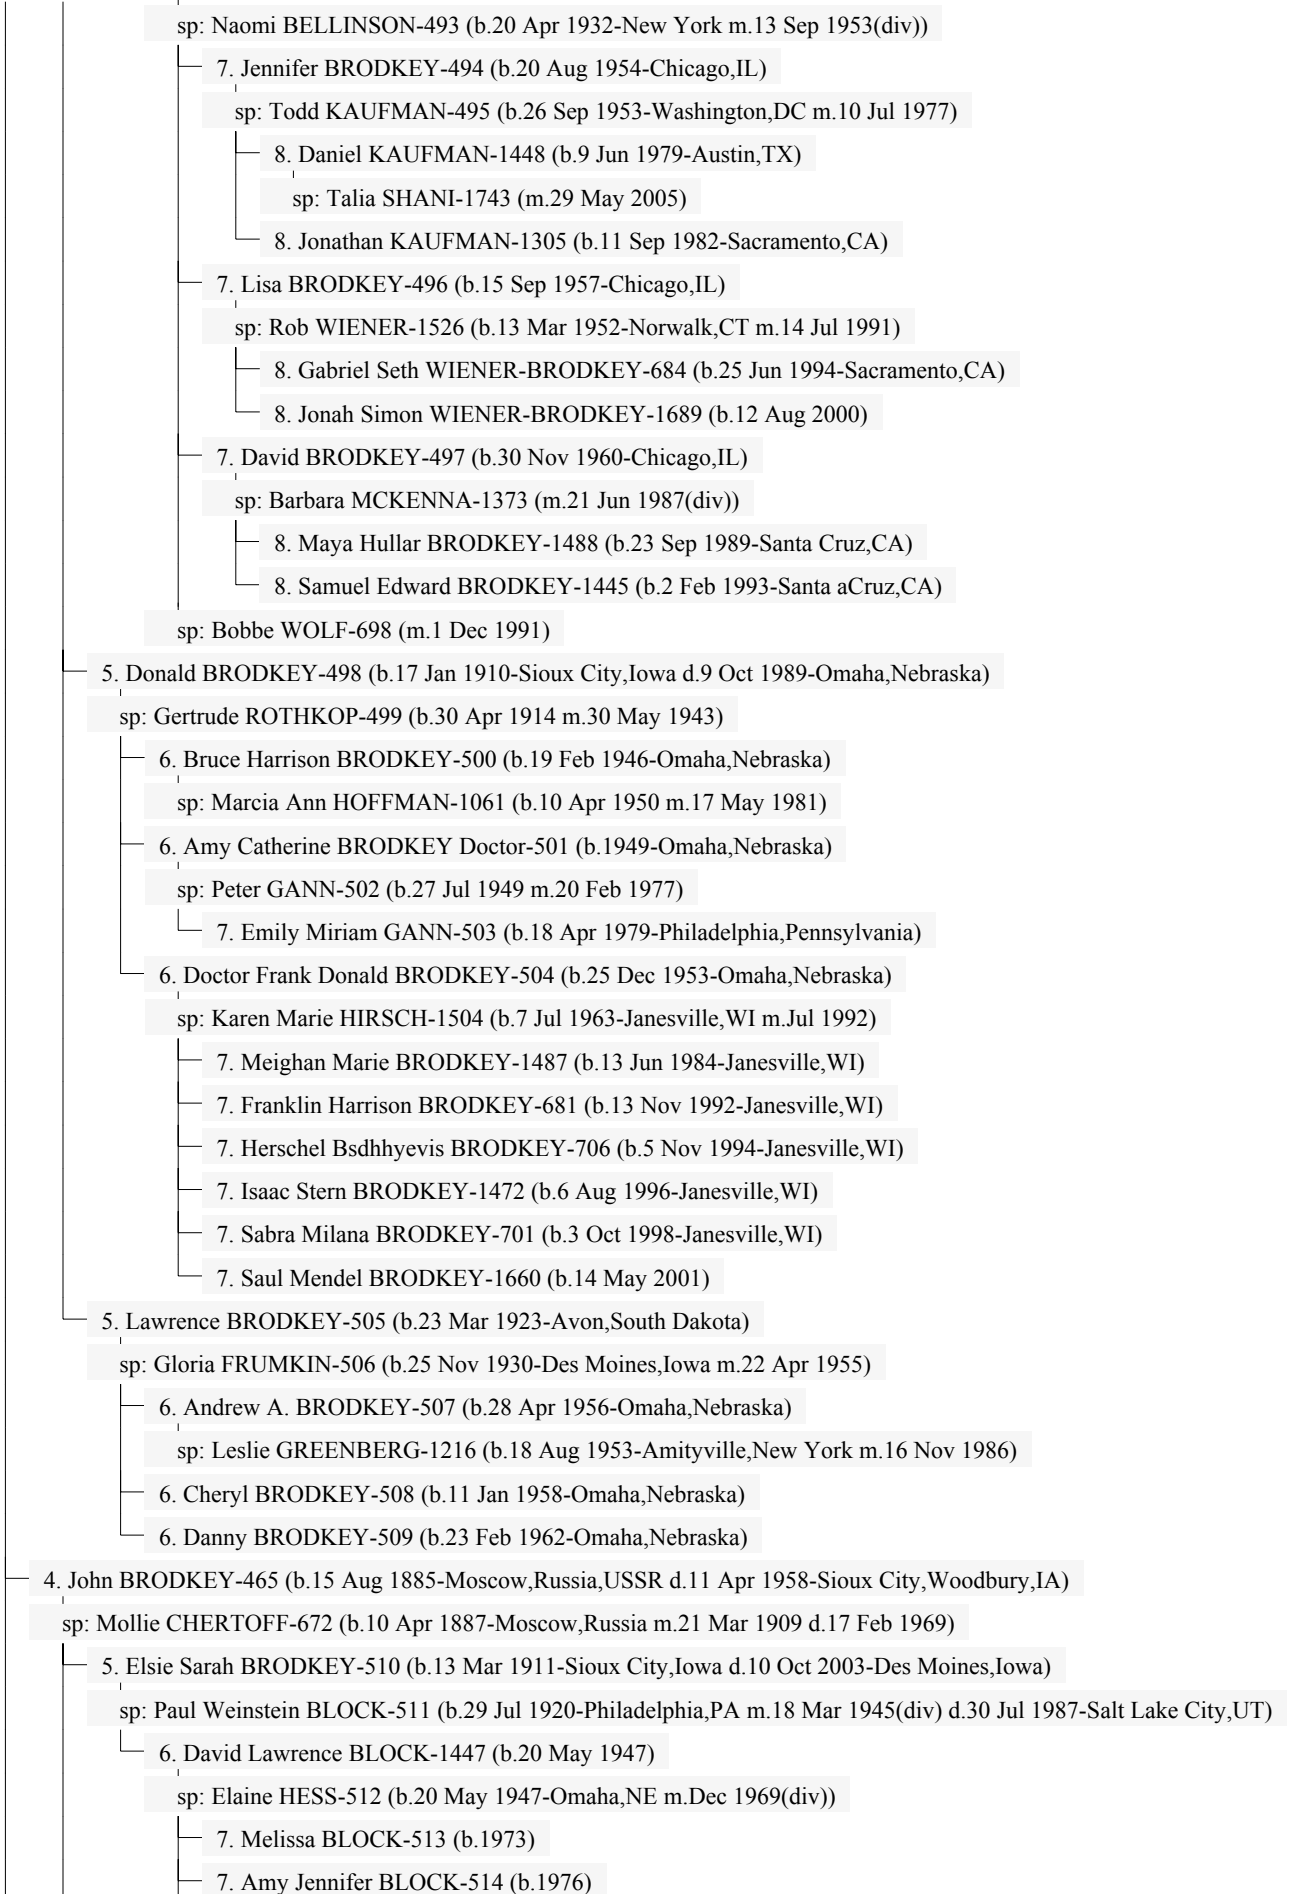 sp: Naomi BELLINSON-493 (b.20 Apr 1932-New York m.13 Sep 1953(div))
7. Jennifer BRODKEY-494 (b.20 Aug 1954-Chicago,IL)
sp: Todd KAUFMAN-495 (b.26 Sep 1953-Washington,DC m.10 Jul 1977)
8. Daniel KAUFMAN-1448 (b.9 Jun 1979-Austin,TX)
sp: Talia SHANI-1743 (m.29 May 2005)
8. Jonathan KAUFMAN-1305 (b.11 Sep 1982-Sacramento,CA)
7. Lisa BRODKEY-496 (b.15 Sep 1957-Chicago,IL)
sp: Rob WIENER-1526 (b.13 Mar 1952-Norwalk,CT m.14 Jul 1991)
8. Gabriel Seth WIENER-BRODKEY-684 (b.25 Jun 1994-Sacramento,CA)
8. Jonah Simon WIENER-BRODKEY-1689 (b.12 Aug 2000)
7. David BRODKEY-497 (b.30 Nov 1960-Chicago,IL)
sp: Barbara MCKENNA-1373 (m.21 Jun 1987(div))
8. Maya Hullar BRODKEY-1488 (b.23 Sep 1989-Santa Cruz,CA)
8. Samuel Edward BRODKEY-1445 (b.2 Feb 1993-Santa aCruz,CA)
sp: Bobbe WOLF-698 (m.1 Dec 1991)
5. Donald BRODKEY-498 (b.17 Jan 1910-Sioux City,Iowa d.9 Oct 1989-Omaha,Nebraska)
sp: Gertrude ROTHKOP-499 (b.30 Apr 1914 m.30 May 1943)
6. Bruce Harrison BRODKEY-500 (b.19 Feb 1946-Omaha,Nebraska)
sp: Marcia Ann HOFFMAN-1061 (b.10 Apr 1950 m.17 May 1981)
6. Amy Catherine BRODKEY Doctor-501 (b.1949-Omaha,Nebraska)
sp: Peter GANN-502 (b.27 Jul 1949 m.20 Feb 1977)
7. Emily Miriam GANN-503 (b.18 Apr 1979-Philadelphia,Pennsylvania)
6. Doctor Frank Donald BRODKEY-504 (b.25 Dec 1953-Omaha,Nebraska)
sp: Karen Marie HIRSCH-1504 (b.7 Jul 1963-Janesville,WI m.Jul 1992)
7. Meighan Marie BRODKEY-1487 (b.13 Jun 1984-Janesville,WI)
7. Franklin Harrison BRODKEY-681 (b.13 Nov 1992-Janesville,WI)
7. Herschel Bsdhhyevis BRODKEY-706 (b.5 Nov 1994-Janesville,WI)
7. Isaac Stern BRODKEY-1472 (b.6 Aug 1996-Janesville,WI)
7. Sabra Milana BRODKEY-701 (b.3 Oct 1998-Janesville,WI)
7. Saul Mendel BRODKEY-1660 (b.14 May 2001)
5. Lawrence BRODKEY-505 (b.23 Mar 1923-Avon,South Dakota)
sp: Gloria FRUMKIN-506 (b.25 Nov 1930-Des Moines,Iowa m.22 Apr 1955)
6. Andrew A. BRODKEY-507 (b.28 Apr 1956-Omaha,Nebraska)
sp: Leslie GREENBERG-1216 (b.18 Aug 1953-Amityville,New York m.16 Nov 1986)
6. Cheryl BRODKEY-508 (b.11 Jan 1958-Omaha,Nebraska)
6. Danny BRODKEY-509 (b.23 Feb 1962-Omaha,Nebraska)
4. John BRODKEY-465 (b.15 Aug 1885-Moscow,Russia,USSR d.11 Apr 1958-Sioux City,Woodbury,IA)
sp: Mollie CHERTOFF-672 (b.10 Apr 1887-Moscow,Russia m.21 Mar 1909 d.17 Feb 1969)
5. Elsie Sarah BRODKEY-510 (b.13 Mar 1911-Sioux City,Iowa d.10 Oct 2003-Des Moines,Iowa)
sp: Paul Weinstein BLOCK-511 (b.29 Jul 1920-Philadelphia,PA m.18 Mar 1945(div) d.30 Jul 1987-Salt Lake City,UT)
6. David Lawrence BLOCK-1447 (b.20 May 1947)
sp: Elaine HESS-512 (b.20 May 1947-Omaha,NE m.Dec 1969(div))
7. Melissa BLOCK-513 (b.1973)
7. Amy Jennifer BLOCK-514 (b.1976)